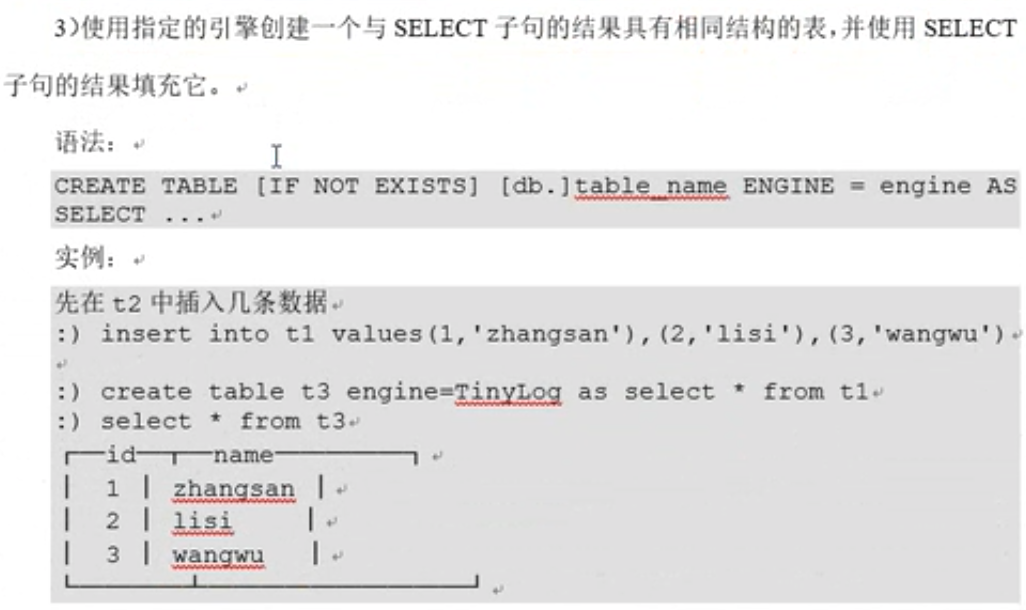 3)使用指定的引擎创建一个与 SELECT 子句的结果具有相同结构的表,并使用 SELECT
子句的结果填充它。
语法:
CREATE TABLE [IF NOT EXISTS] [db.]table_name ENGINE = engine AS
SELECT ...
实例:
先在 t2 中插入几条数据
:) insert into t1 values(1,'zhangsan'),(2,'lisi'),(3,'wangwu')
:) create table t3 engine=TinyLog as select * from t1
:) select * from t3
┌──id──┬──name──────────┐
│ 1 │ zhangsan │
│ 2 │ lisi │
│ 3 │ wangwu │
└───────┴────────────────┘